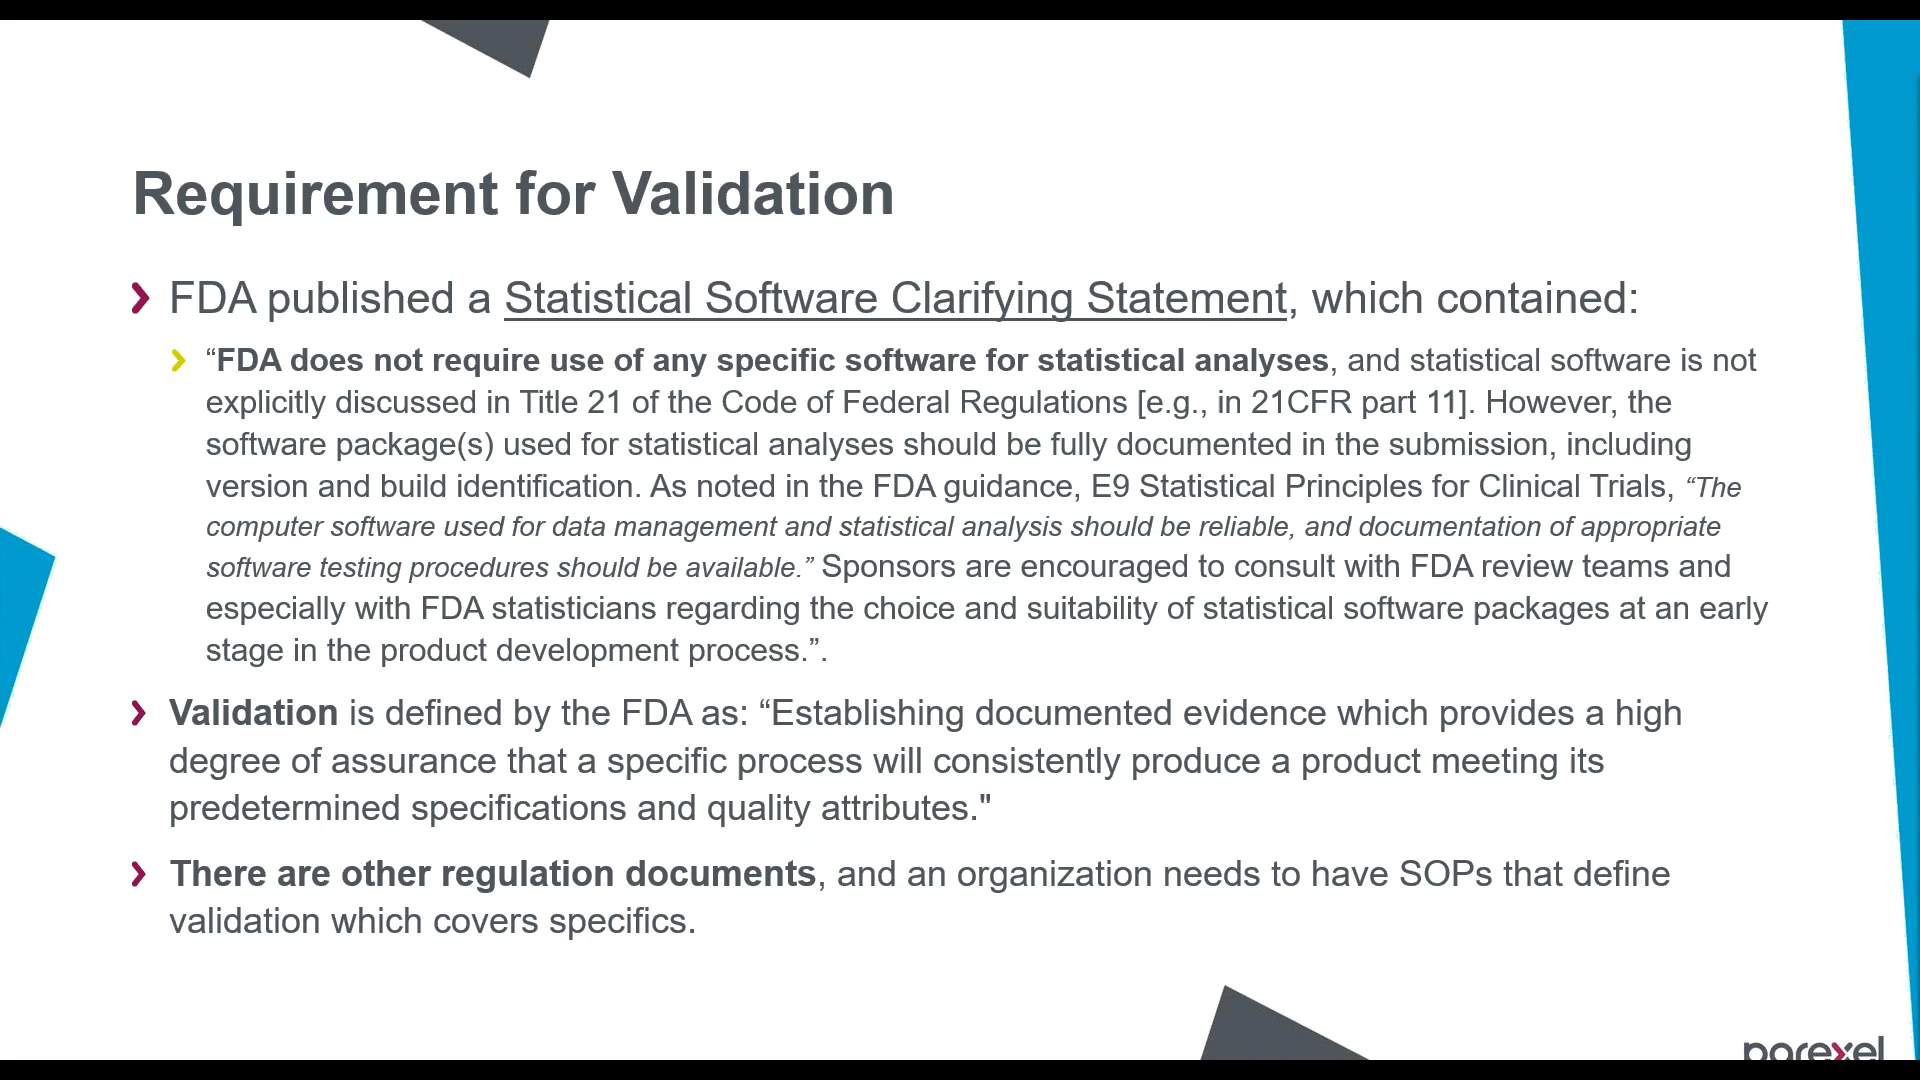 Requirement for Validation
FDA published a Statistical Software Clarifying Statement, which contained:
“FDA does not require use of any specific software for statistical analyses, and statistical software is not
explicitly discussed in Title 21 of the Code of Federal Regulations [e.g., in 21CFR part 11]. However, the
software package(s) used for statistical analyses should be fully documented in the submission, including
version and build identification. As noted in the FDA guidance, E9 Statistical Principles for Clinical Trials, “The
computer software used for data management and statistical analysis should be reliable, and documentation of appropriate
software testing procedures should be available.” Sponsors are encouraged to consult with FDA review teams and
especially with FDA statisticians regarding the choice and suitability of statistical software packages at an early
stage in the product development process.”.
Validation is defined by the FDA as: “Establishing documented evidence which provides a high
degree of assurance that a specific process will consistently produce a product meeting its
predetermined specifications and quality attributes."
There are other regulation documents, and an organization needs to have SOPs that define
validation which covers specifics.
parexel